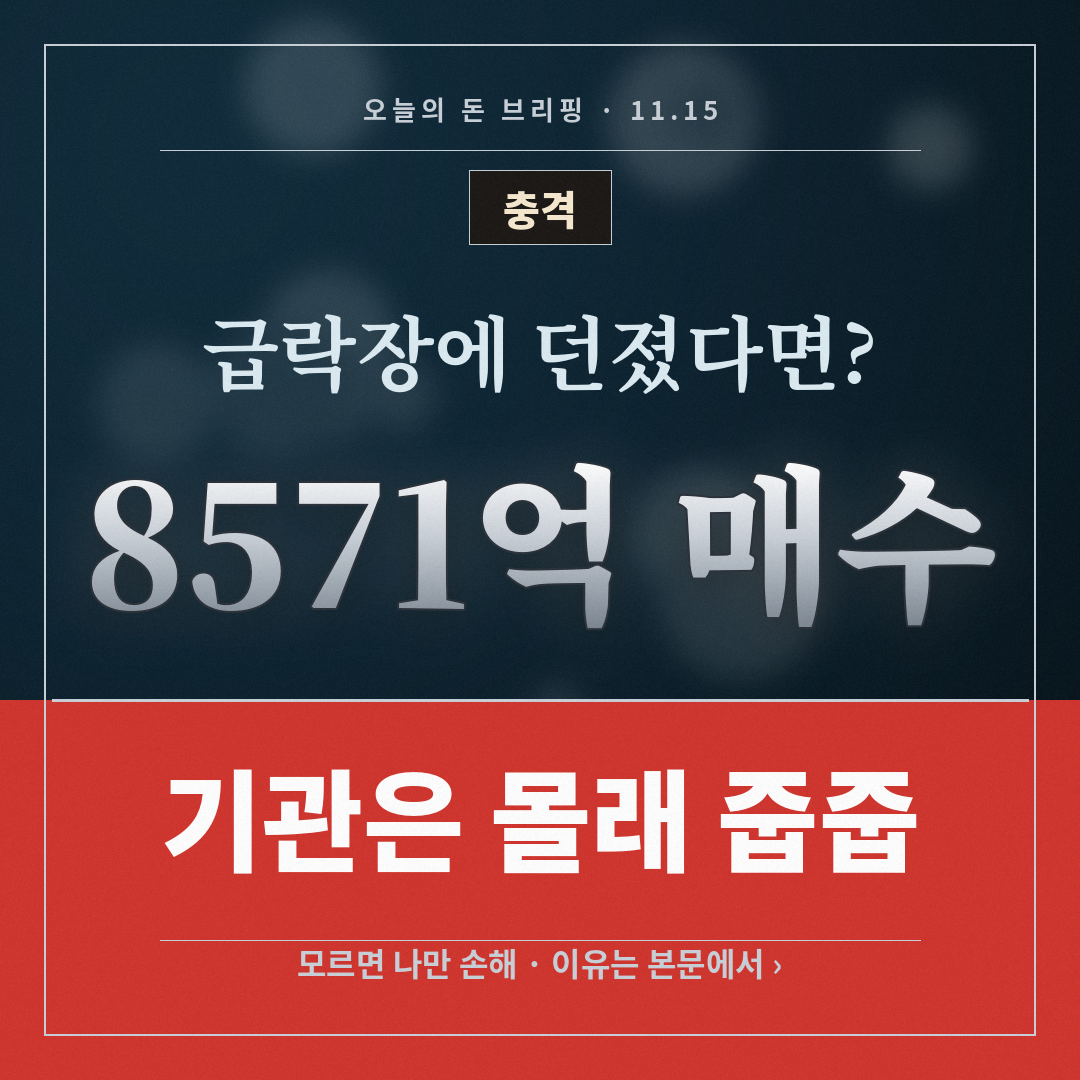 오늘의 돈 브리핑 · 11.15
충격
급락장에 던졌다면?
8571억 매수
기관은 몰래 줍줍
모르면 나만 손해 · 이유는 본문에서 ›